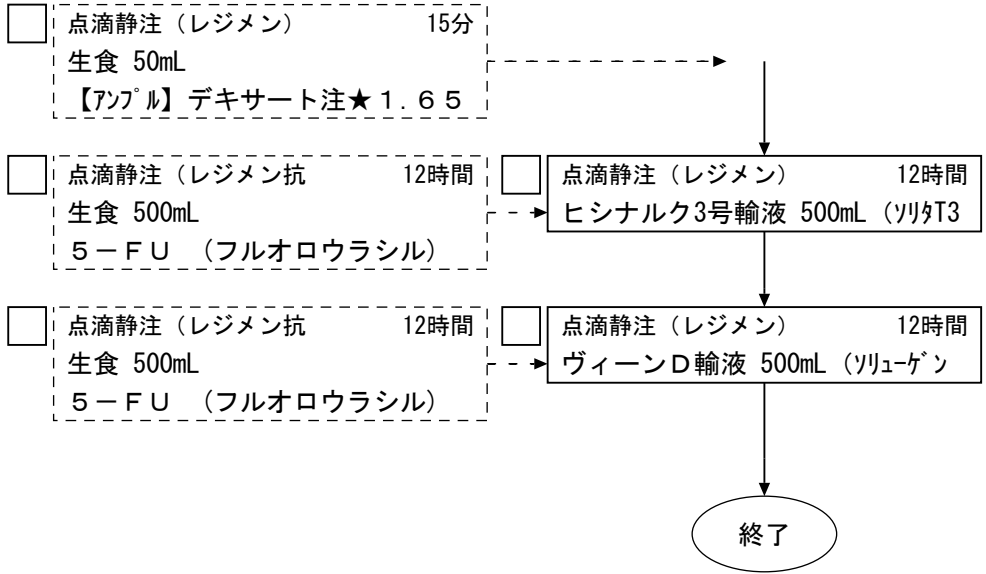 点滴静注（レジメン） 15分
生食 50mL
【ｱﾝﾌﾟﾙ】デキサート注★１.６５
点滴静注（レジメン抗 12時間
生食 500mL
５－ＦＵ （フルオロウラシル）
点滴静注（レジメン） 12時間
ヒシナルク3号輸液 500mL（ｿﾘﾀT3
点滴静注（レジメン抗 12時間
生食 500mL
５－ＦＵ （フルオロウラシル）
点滴静注（レジメン） 12時間
ヴィーンＤ輸液 500mL（ｿﾘｭｰｹﾞﾝ
終了